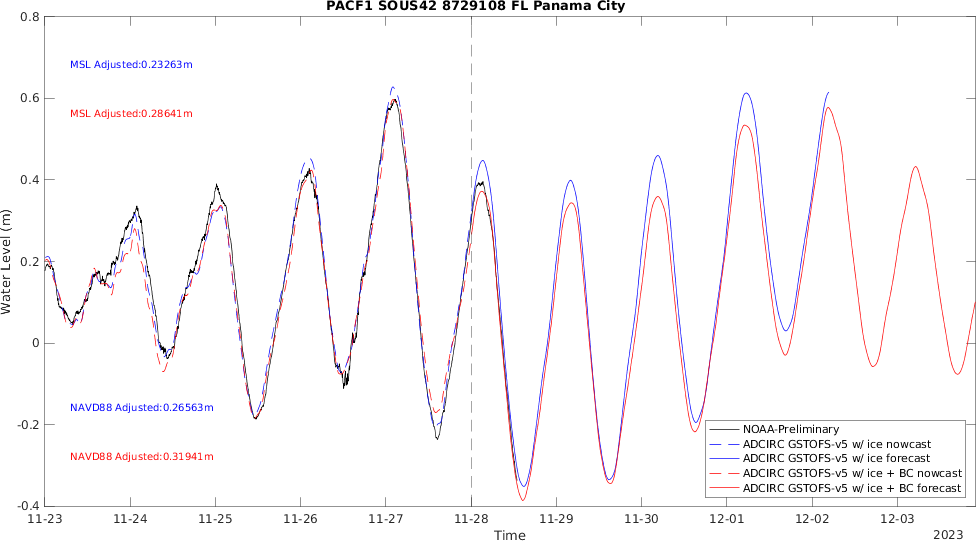 PACF1 SOUS42 8729108 FL Panama City
0.8
0.6
0.4
0.2
0
-0.2
-0.4
Water Level (m)
MSL Adjusted:0.23263m
MSL Adjusted:0.28641m
NAVD88 Adjusted:0.26563m
NAVD88 Adjusted:0.31941m
NOAA-Preliminary
ADCIRC GSTOFS-v5 w/ ice nowcast
ADCIRC GSTOFS-v5 w/ ice forecast
ADCIRC GSTOFS-v5 w/ ice + BC nowcast
ADCIRC GSTOFS-v5 w/ ice + BC forecast
11-23 11-24 11-25 11-26 11-27 11-28 11-29 11-30 12-01 12-02 12-03
Time
2023